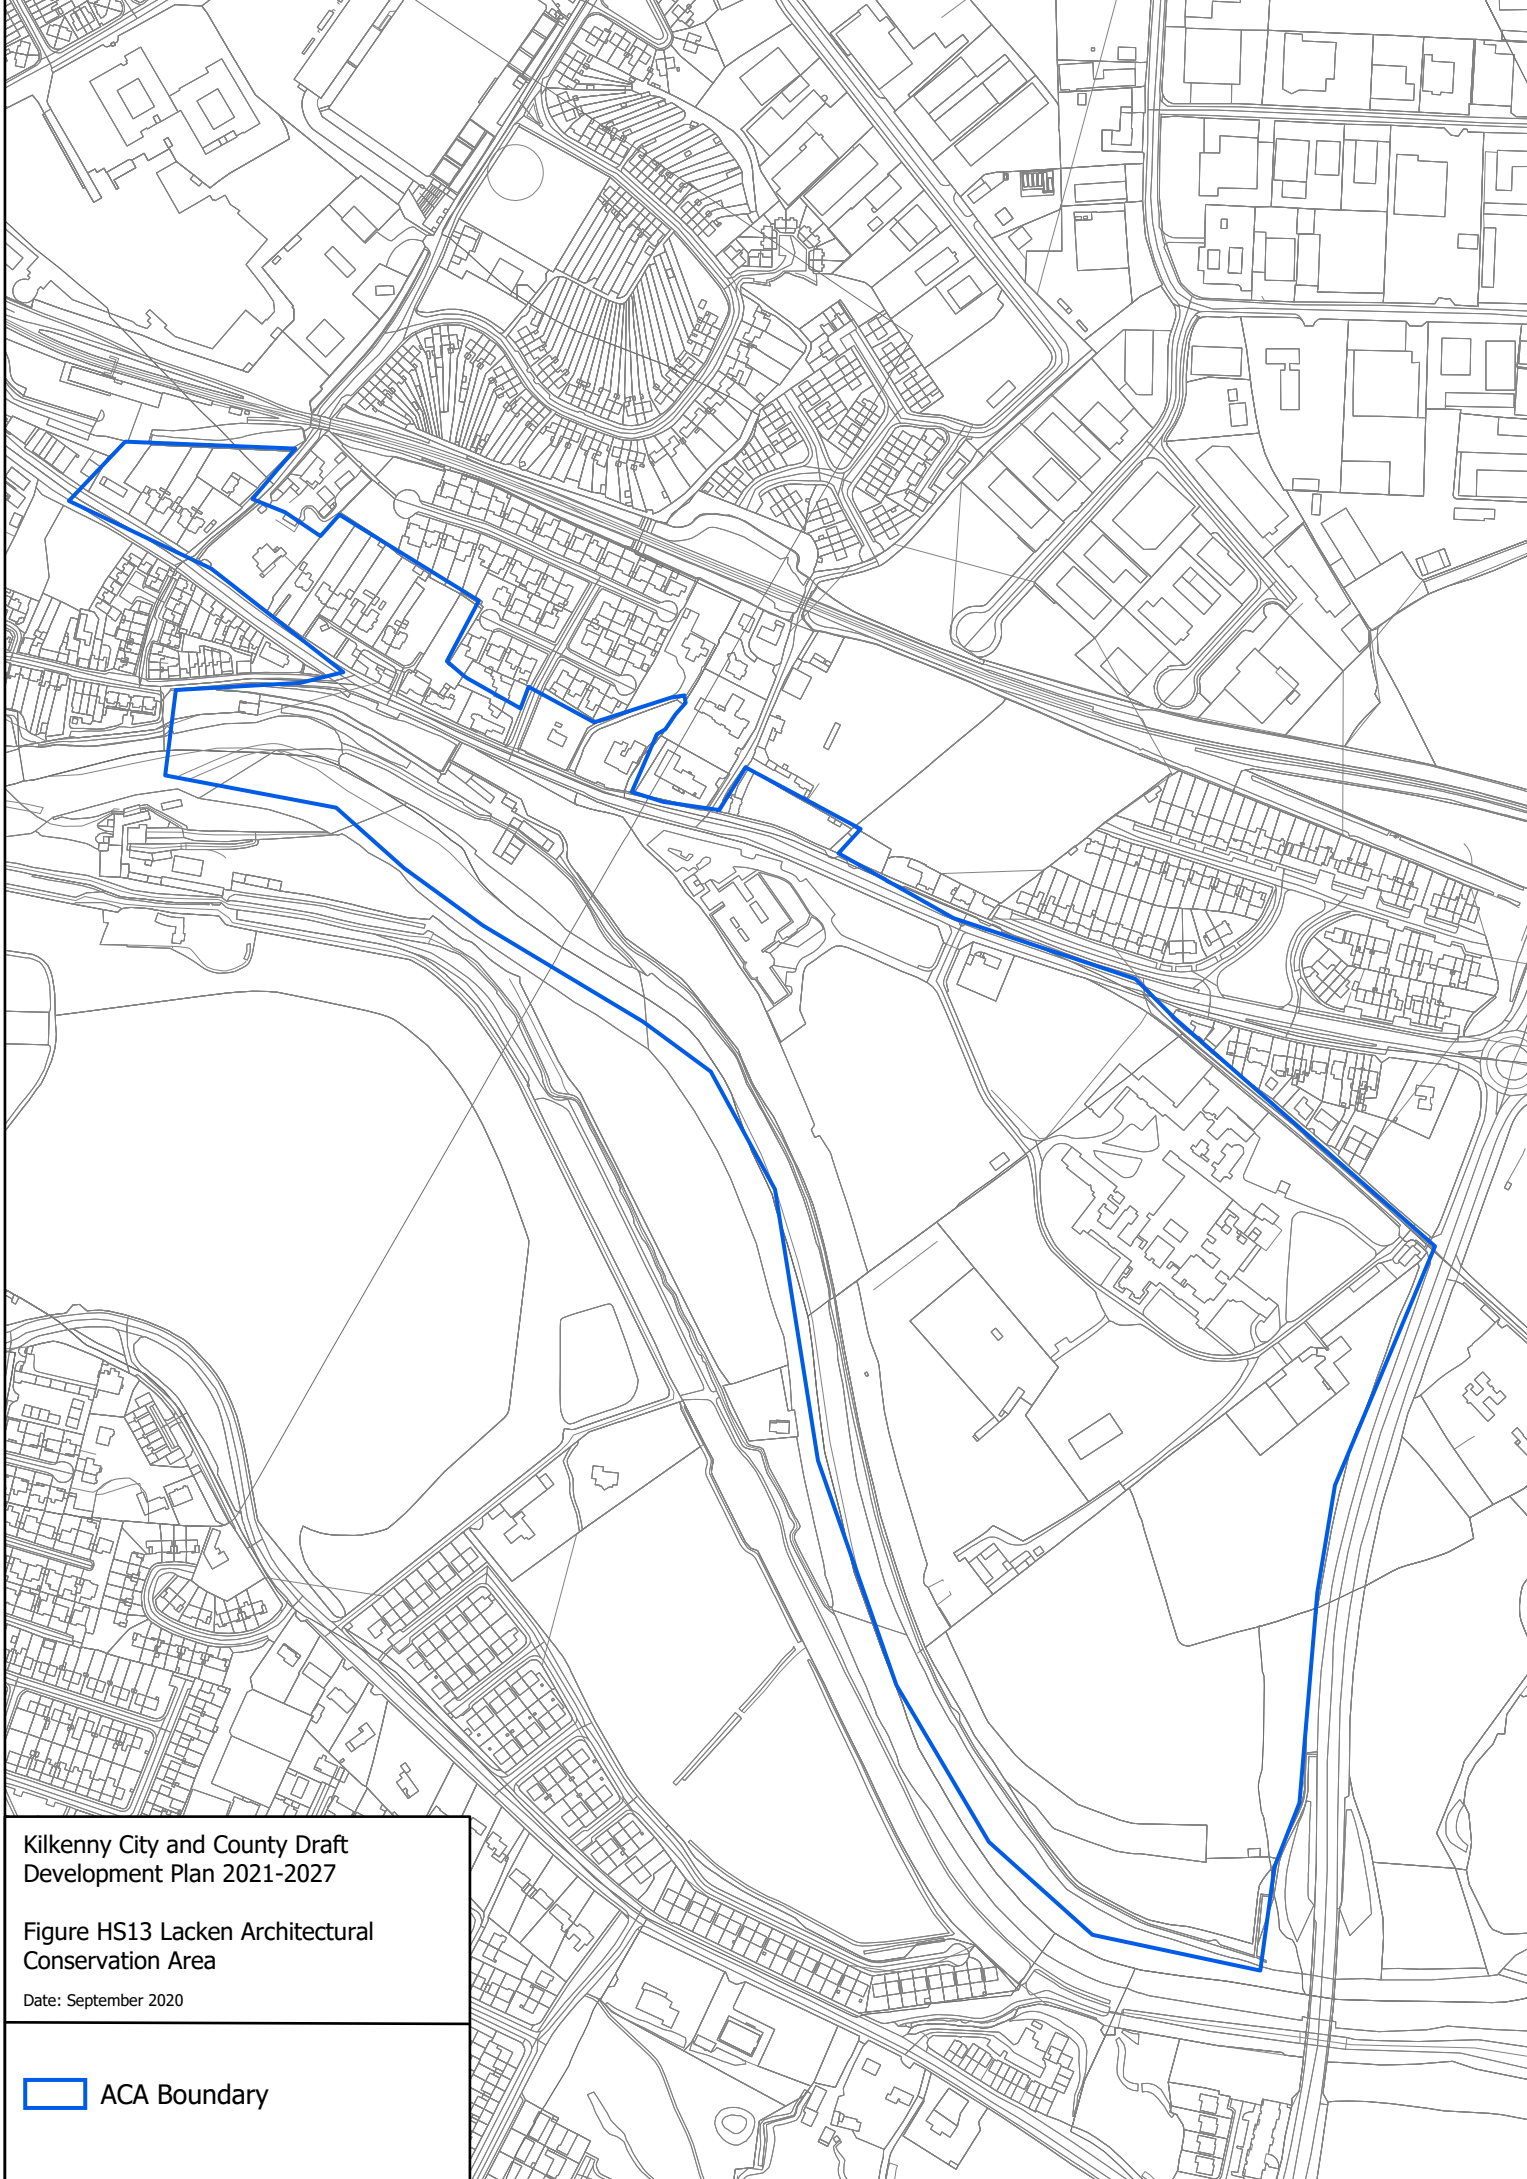 Kilkenny City and County Draft
Development Plan 2021-2027
Figure HS13 Lacken Architectural
Conservation Area
Date: September 2020
ACA Boundary